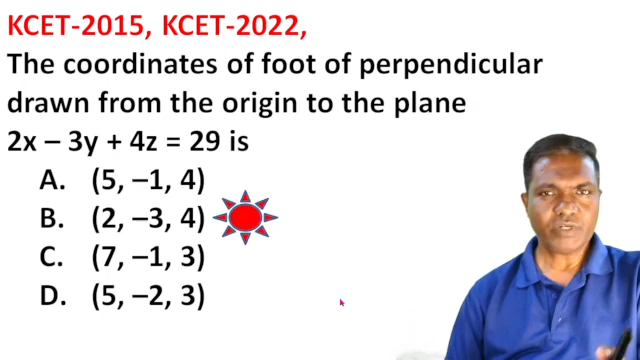 KCET-2015, KCET-2022,
The coordinates of foot of perpendicular
drawn from the origin to the plane
2x – 3y + 4z = 29 is
A. (5, –1, 4)
B. (2, –3, 4)
C. (7, –1, 3)
D. (5, –2, 3)